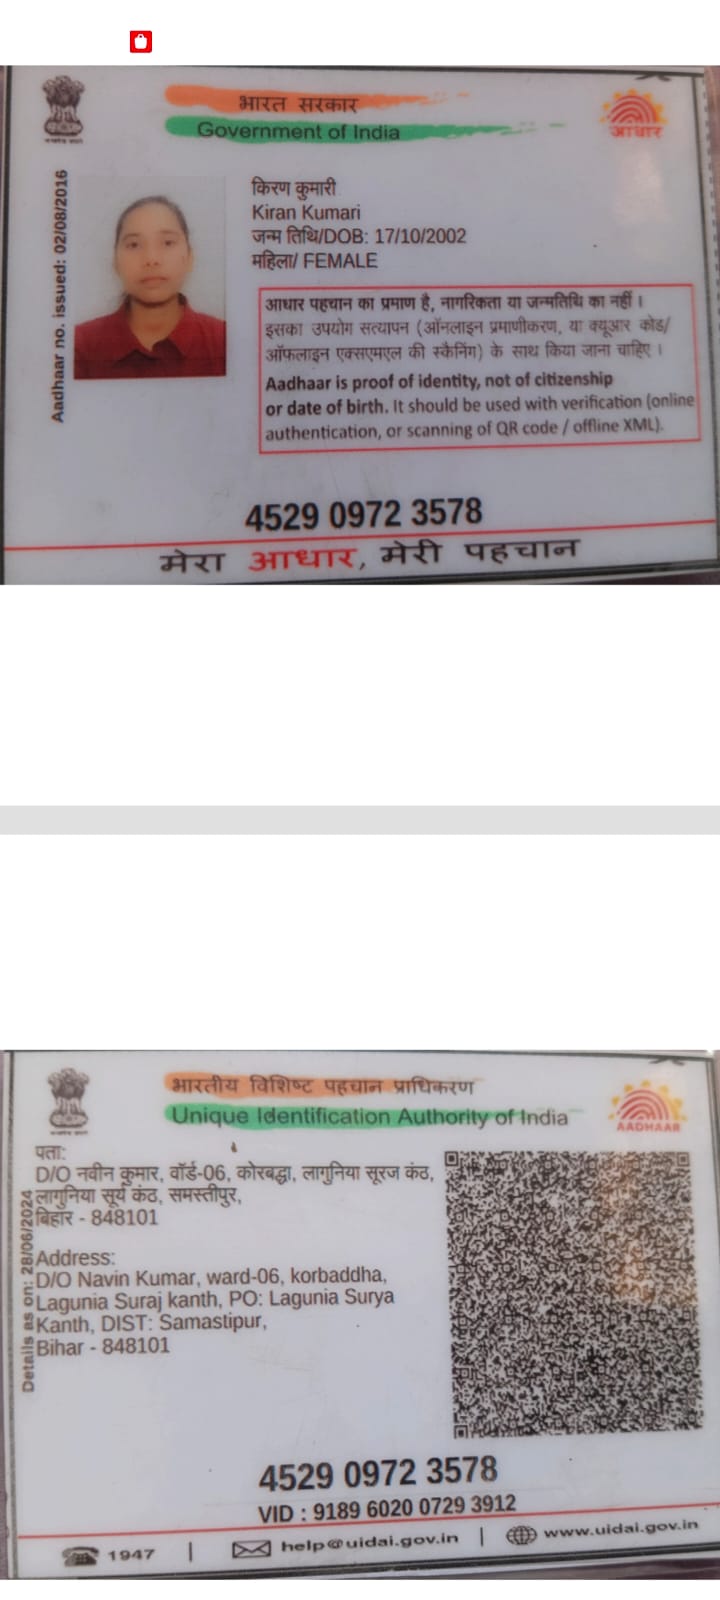 भारत सरकार
Government of India
आधार
Aadhaar no. issued: 02/08/2016
किरण कुमारी
Kiran Kumari
जन्म तिथि/DOB: 17/10/2002
महिला/ FEMALE
आधार पहचान का प्रमाण है, नागरिकता या जन्मतिथि का नहीं ।
इसका उपयोग सत्यापन (ऑनलाइन प्रमाणीकरण, या क्यूआर कोड/
ऑफलाइन एक्सएमएल की स्कैनिंग) के साथ किया जाना चाहिए ।
Aadhaar is proof of identity, not of citizenship
or date of birth. It should be used with verification (online
authentication, or scanning of QR code / offline XML).
4529 0972 3578
मेरा आधार, मेरी पहचान
भारतीय विशिष्ट पहचान प्राधिकरण
Unique Identification Authority of India
AADHAAR
Details as on: 28/06/2024
पता:
D/O नवीन कुमार, वॉर्ड-06, कोरबद्धा, लागुनिया सूरज कंठ,
लागुनिया सूर्य कंठ, समस्तीपुर,
बिहार - 848101
Address:
D/O Navin Kumar, ward-06, korbaddha,
Lagunia Suraj kanth, PO: Lagunia Surya
Kanth, DIST: Samastipur,
Bihar - 848101
4529 0972 3578
VID : 9189 6020 0729 3912
1947 | help@uidai.gov.in | www.uidai.gov.in